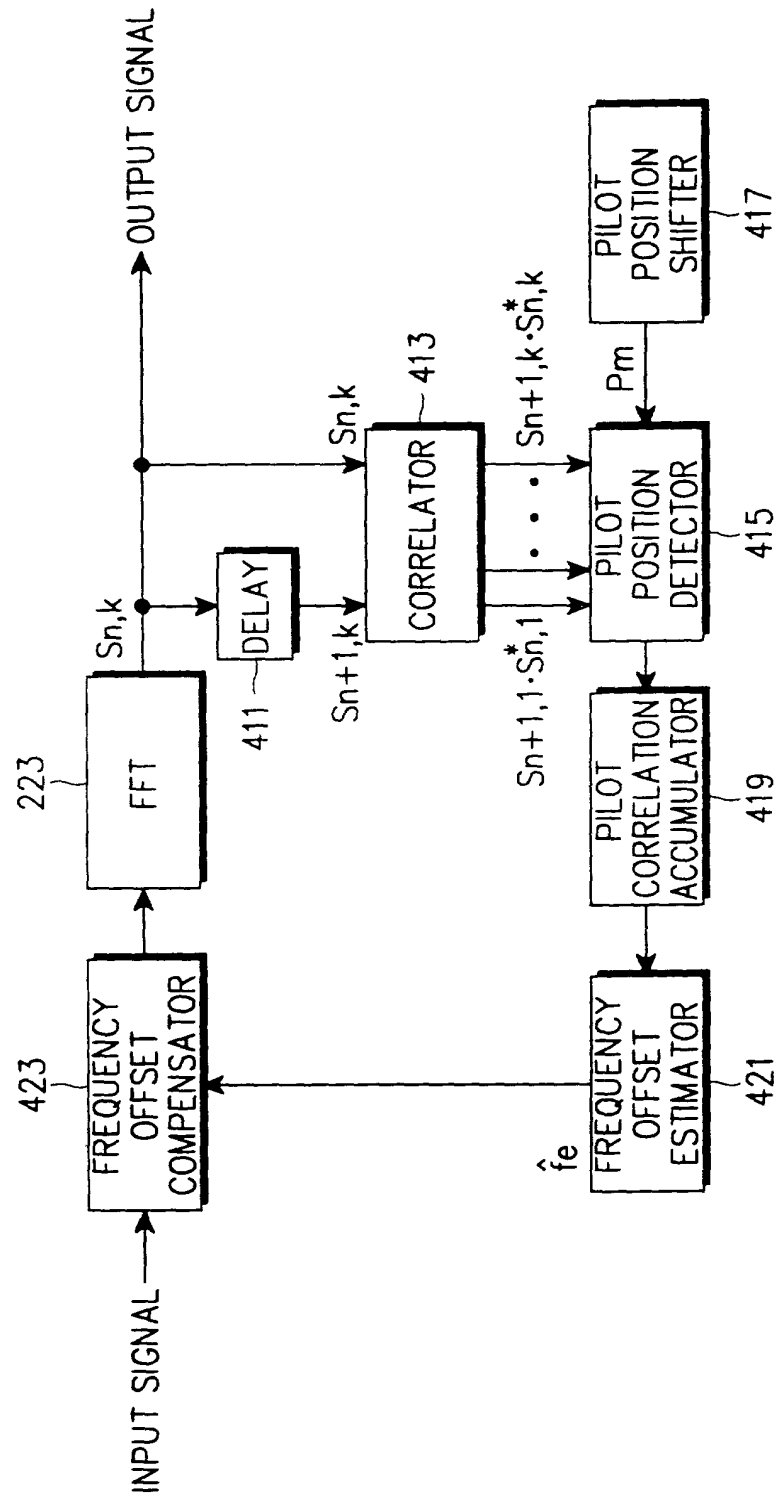 INPUT SIGNAL
423
FREQUENCY
OFFSET
COMPENSATOR
223
FFT
Sn,k
OUTPUT SIGNAL
411
DELAY
Sn+1,k
Sn,k
CORRELATOR
413
Sn+1,1·S*n,1
Sn+1,k·S*n,k
f̂e
FREQUENCY
OFFSET
ESTIMATOR
421
PILOT
CORRELATION
ACCUMULATOR
419
PILOT
POSITION
DETECTOR
415
Pm
PILOT
POSITION
SHIFTER
417